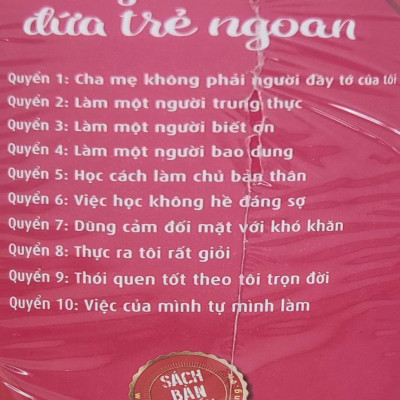 đứa trẻ ngoan
Quyển 1: Cha mẹ không phải người đầy tớ của tôi
Quyển 2: Làm một người trung thực
Quyển 3: Làm một người biết ơn
Quyển 4: Làm một người bao dung
Quyển 5: Học cách làm chủ bản thân
Quyển 6: Việc học không hề đáng sợ
Quyển 7: Dũng cảm đối mặt với khó khăn
Quyển 8: Thực ra tôi rất giỏi
Quyển 9: Thói quen tốt theo tôi trọn đời
Quyển 10: Việc của mình tự mình làm
SÁCH
BẢN